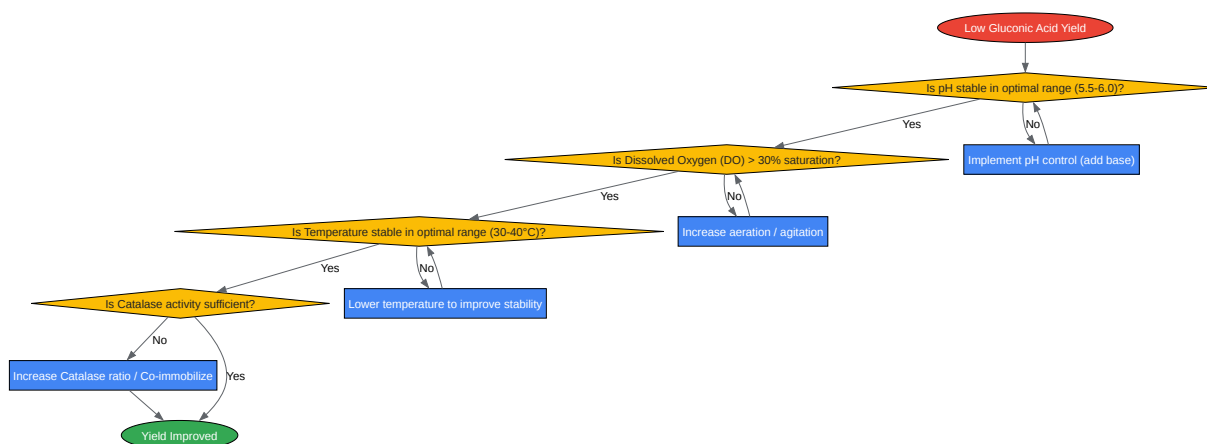 Low Gluconic Acid Yield
Is pH stable in optimal range (5.5-6.0)?
Yes
No
Is Dissolved Oxygen (DO) > 30% saturation?
Implement pH control (add base)
Yes
No
Is Temperature stable in optimal range (30-40°C)?
Increase aeration / agitation
Yes
No
Is Catalase activity sufficient?
Lower temperature to improve stability
No
Increase Catalase ratio / Co-immobilize
Yes
Yield Improved